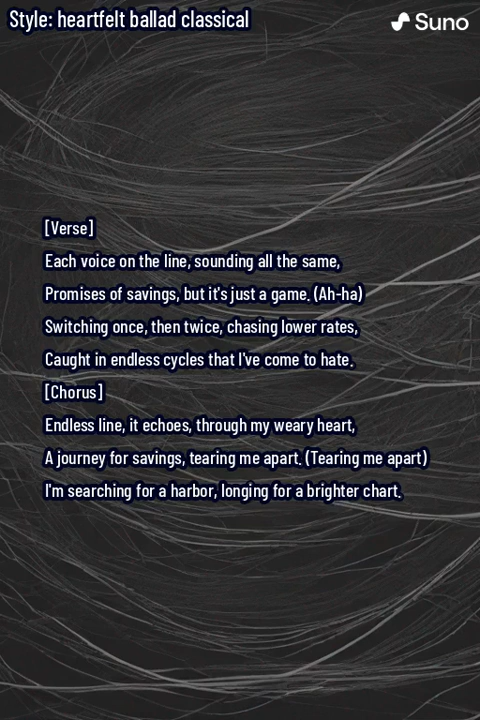 Style: heartfelt ballad classical
Suno
[Verse]
Each voice on the line, sounding all the same,
Promises of savings, but it's just a game. (Ah-ha)
Switching once, then twice, chasing lower rates,
Caught in endless cycles that I've come to hate.
[Chorus]
Endless line, it echoes, through my weary heart,
A journey for savings, tearing me apart. (Tearing me apart)
I'm searching for a harbor, longing for a brighter chart.